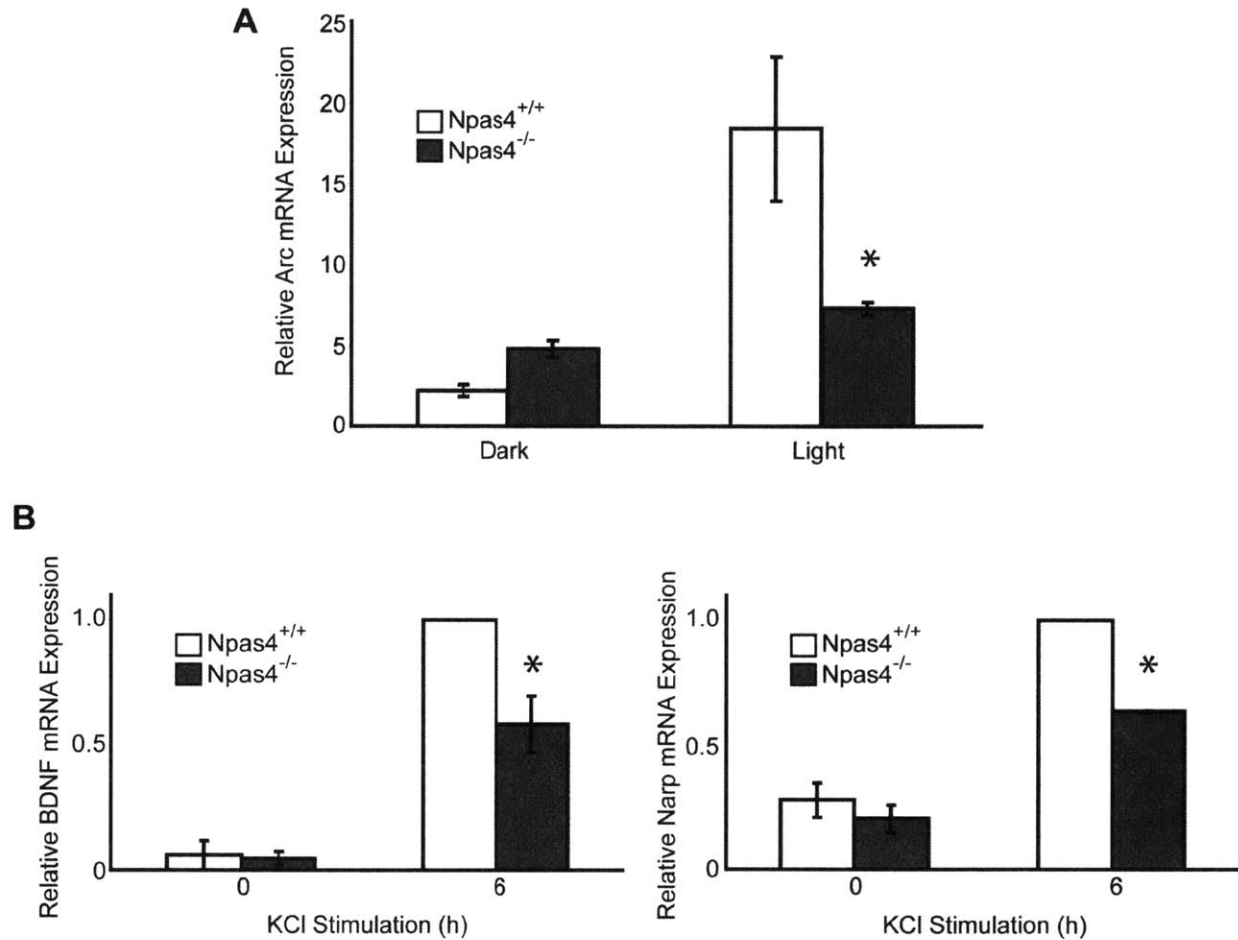 A
Relative Arc mRNA Expression
25
20
15
10
5
0
Npas4+/+
Npas4-/-
*
Dark Light
B
Relative BDNF mRNA Expression
1.0
0.5
0
Npas4+/+
Npas4-/-
*
0 6
KCl Stimulation (h)
Relative Narp mRNA Expression
1.0
0.5
0
Npas4+/+
Npas4-/-
*
0 6
KCl Stimulation (h)